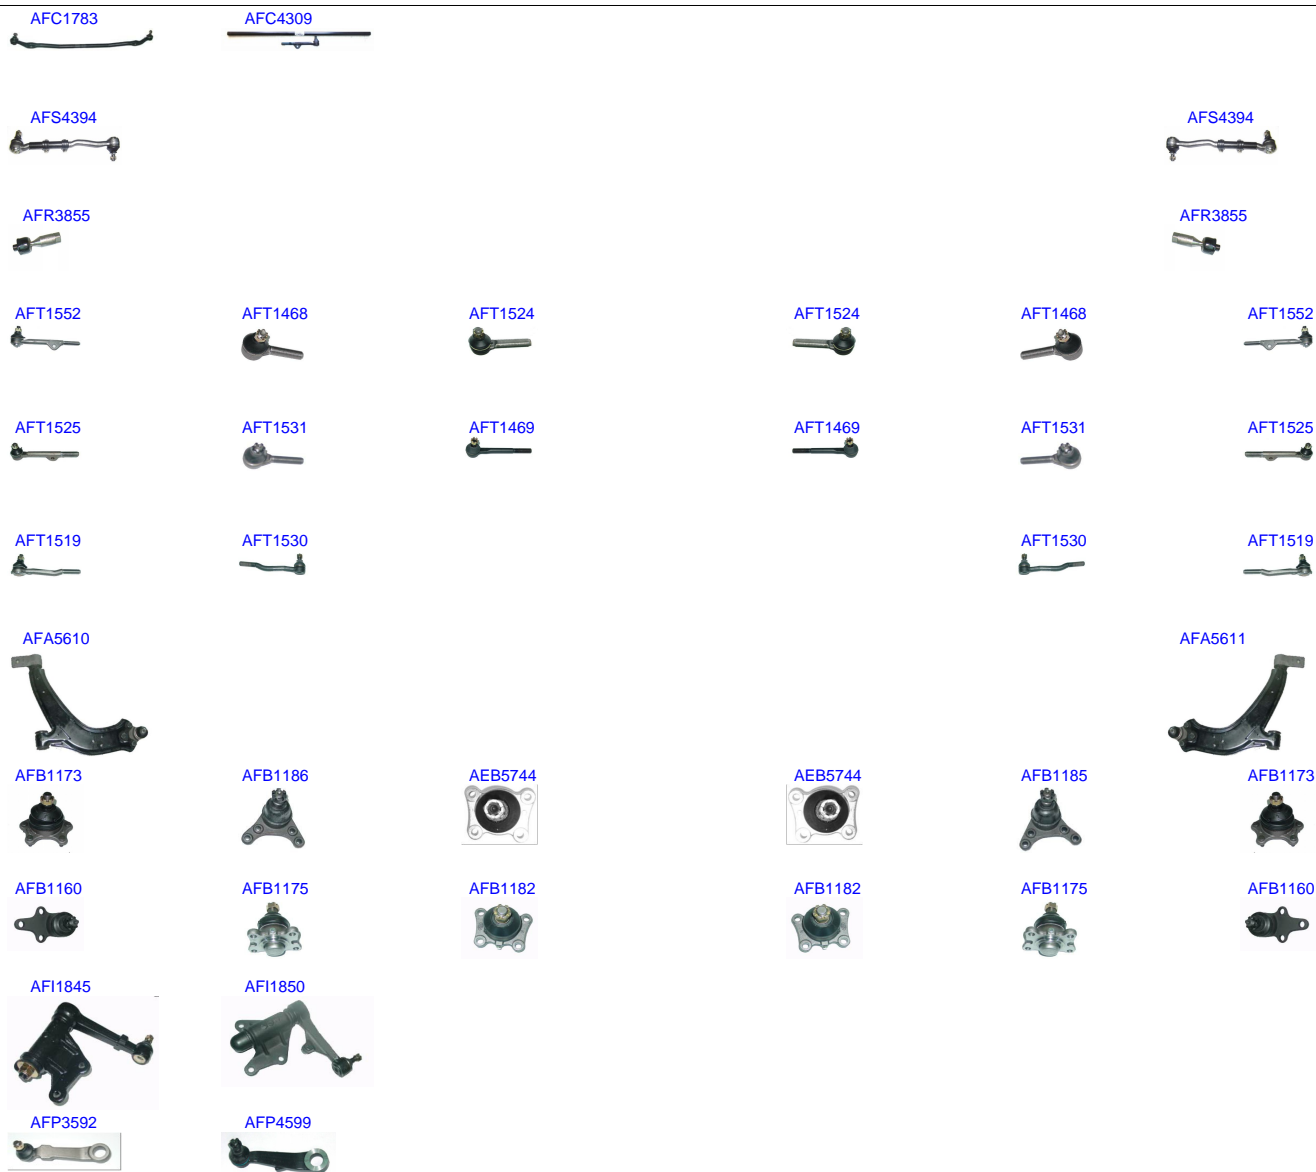 AFC1783 AFC4309
AFS4394 AFS4394
AFR3855 AFR3855
AFT1552 AFT1468 AFT1524 AFT1524 AFT1468 AFT1552
AFT1525 AFT1531 AFT1469 AFT1469 AFT1531 AFT1525
AFT1519 AFT1530 AFT1530 AFT1519
AFA5610 AFA5611
AFB1173 AFB1186 AEB5744 AEB5744 AFB1185 AFB1173
AFB1160 AFB1175 AFB1182 AFB1182 AFB1175 AFB1160
AFI1845 AFI1850
AFP3592 AFP4599